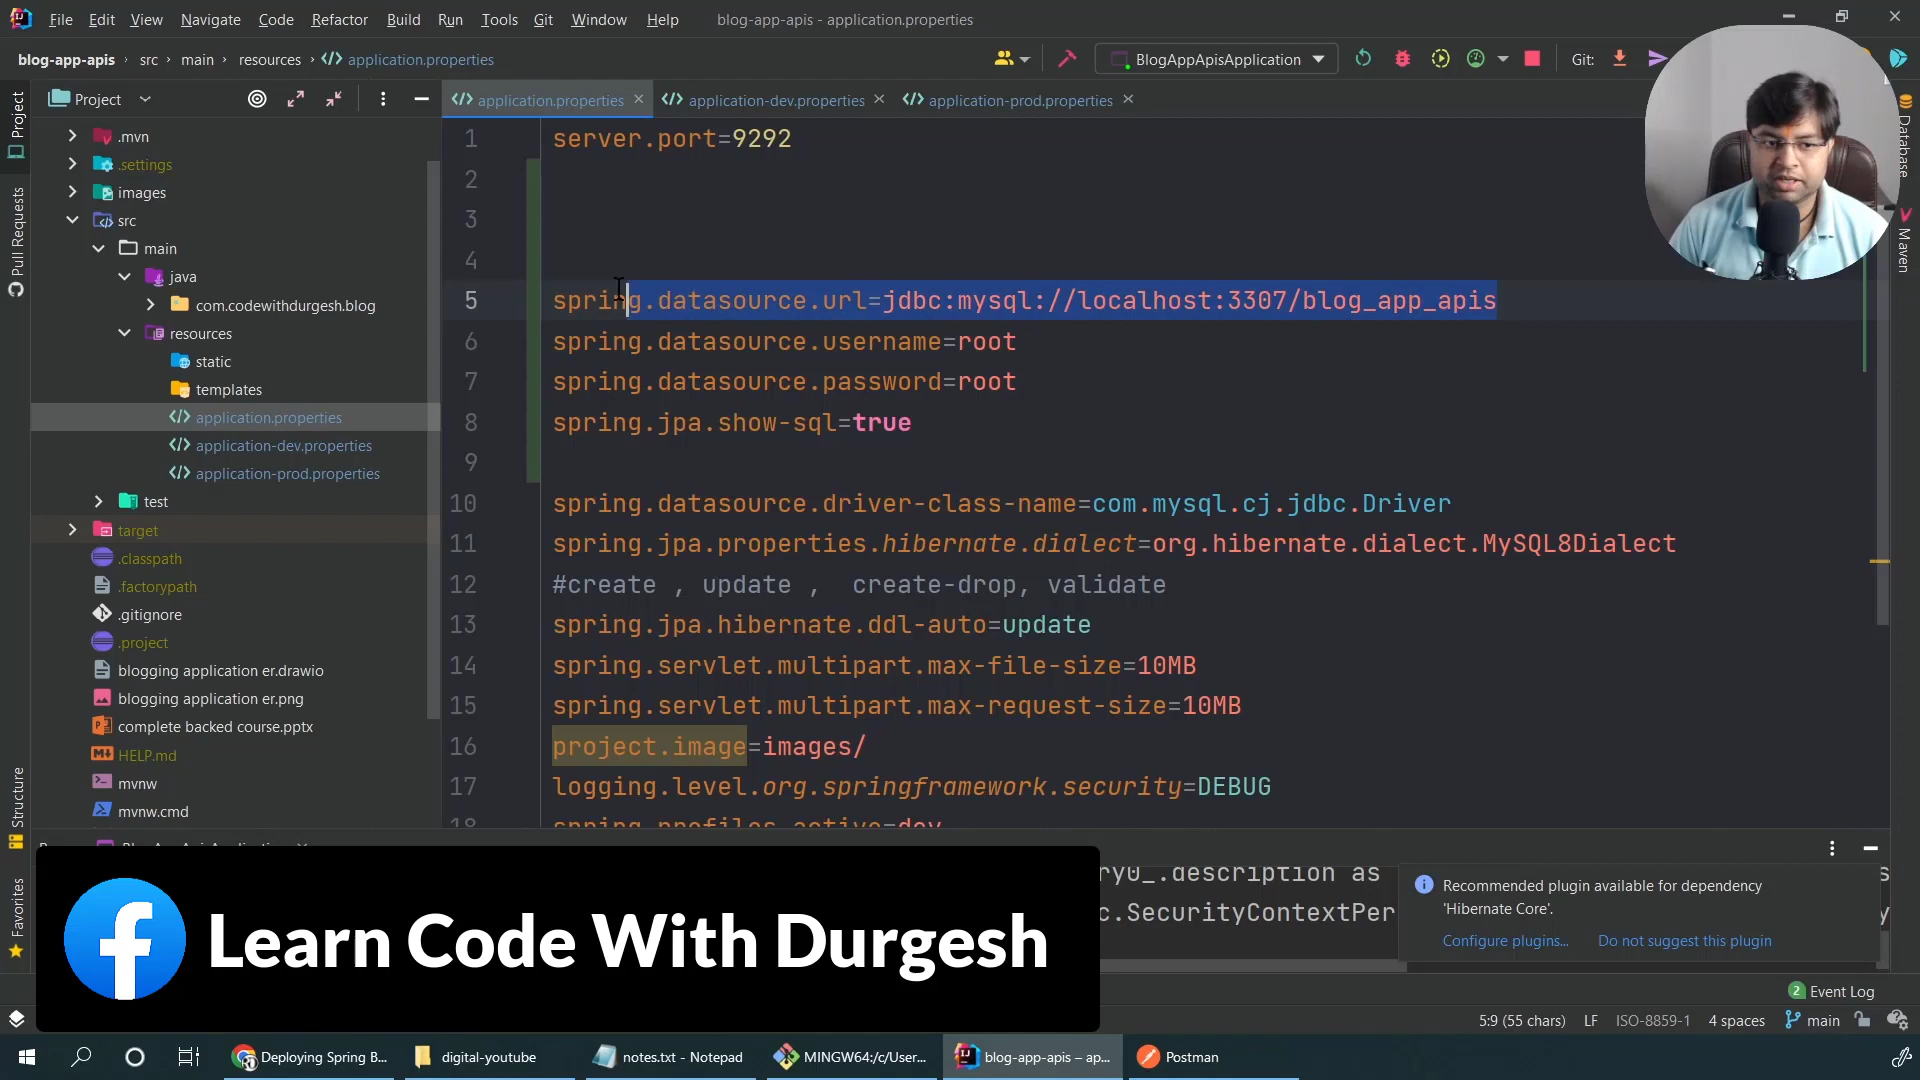 File Edit View Navigate Code Refactor Build Run Tools Git Window Help blog-app-apis - application.properties
blog-app-apis src main resources application.properties BlogAppApisApplication Git:
Project application.properties application-dev.properties application-prod.properties
Project
Pull Requests
Structure
Favorites
Database
Maven
.mvn
.settings
images
src
main
java
com.codewithdurgesh.blog
resources
static
templates
application.properties
application-dev.properties
application-prod.properties
test
target
.classpath
.factorypath
.gitignore
.project
blogging application er.drawio
blogging application er.png
complete backed course.pptx
HELP.md
mvnw
mvnw.cmd
1 server.port=9292
2
3
4
5 spring.datasource.url=jdbc:mysql://localhost:3307/blog_app_apis
6 spring.datasource.username=root
7 spring.datasource.password=root
8 spring.jpa.show-sql=true
9
10 spring.datasource.driver-class-name=com.mysql.cj.jdbc.Driver
11 spring.jpa.properties.hibernate.dialect=org.hibernate.dialect.MySQL8Dialect
12 #create , update , create-drop, validate
13 spring.jpa.hibernate.ddl-auto=update
14 spring.servlet.multipart.max-file-size=10MB
15 spring.servlet.multipart.max-request-size=10MB
16 project.image=images/
17 logging.level.org.springframework.security=DEBUG
18 spring.profiles.active=dev
ry0_.description as
c.SecurityContextPer
Recommended plugin available for dependency
'Hibernate Core'.
Configure plugins... Do not suggest this plugin
Learn Code With Durgesh
2 Event Log
5:9 (55 chars) LF ISO-8859-1 4 spaces main
Deploying Spring B... digital-youtube notes.txt - Notepad MINGW64:/c/User... blog-app-apis – ap... Postman